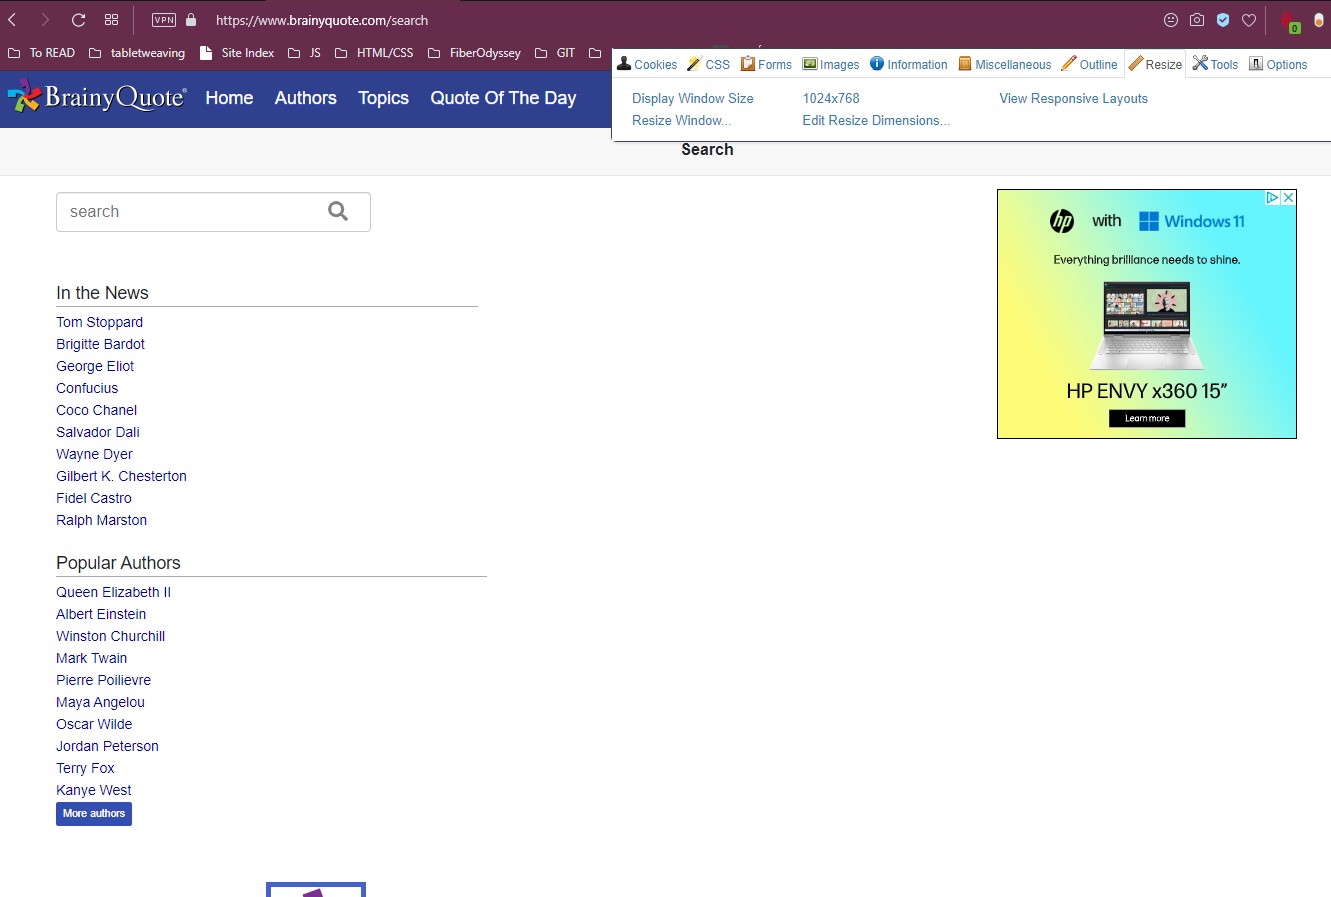 VPN https://www.brainyquote.com/search
0
To READ tabletweaving Site Index JS HTML/CSS FiberOdyssey GIT
Cookies CSS Forms Images Information Miscellaneous Outline Resize Tools Options
Display Window Size 1024x768 View Responsive Layouts
Resize Window... Edit Resize Dimensions...
BrainyQuote Home Authors Topics Quote Of The Day
Search
search
In the News
Tom Stoppard
Brigitte Bardot
George Eliot
Confucius
Coco Chanel
Salvador Dali
Wayne Dyer
Gilbert K. Chesterton
Fidel Castro
Ralph Marston
Popular Authors
Queen Elizabeth II
Albert Einstein
Winston Churchill
Mark Twain
Pierre Poilievre
Maya Angelou
Oscar Wilde
Jordan Peterson
Terry Fox
Kanye West
More authors
hp with Windows 11
Everything brilliance needs to shine.
HP ENVY x360 15”
Learn more